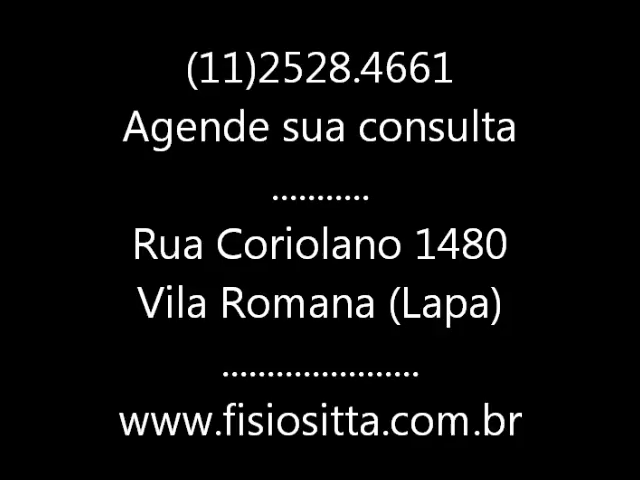 (11)2528.4661
Agende sua consulta
...........
Rua Coriolano 1480
Vila Romana (Lapa)
......................
www.fisiositta.com.br